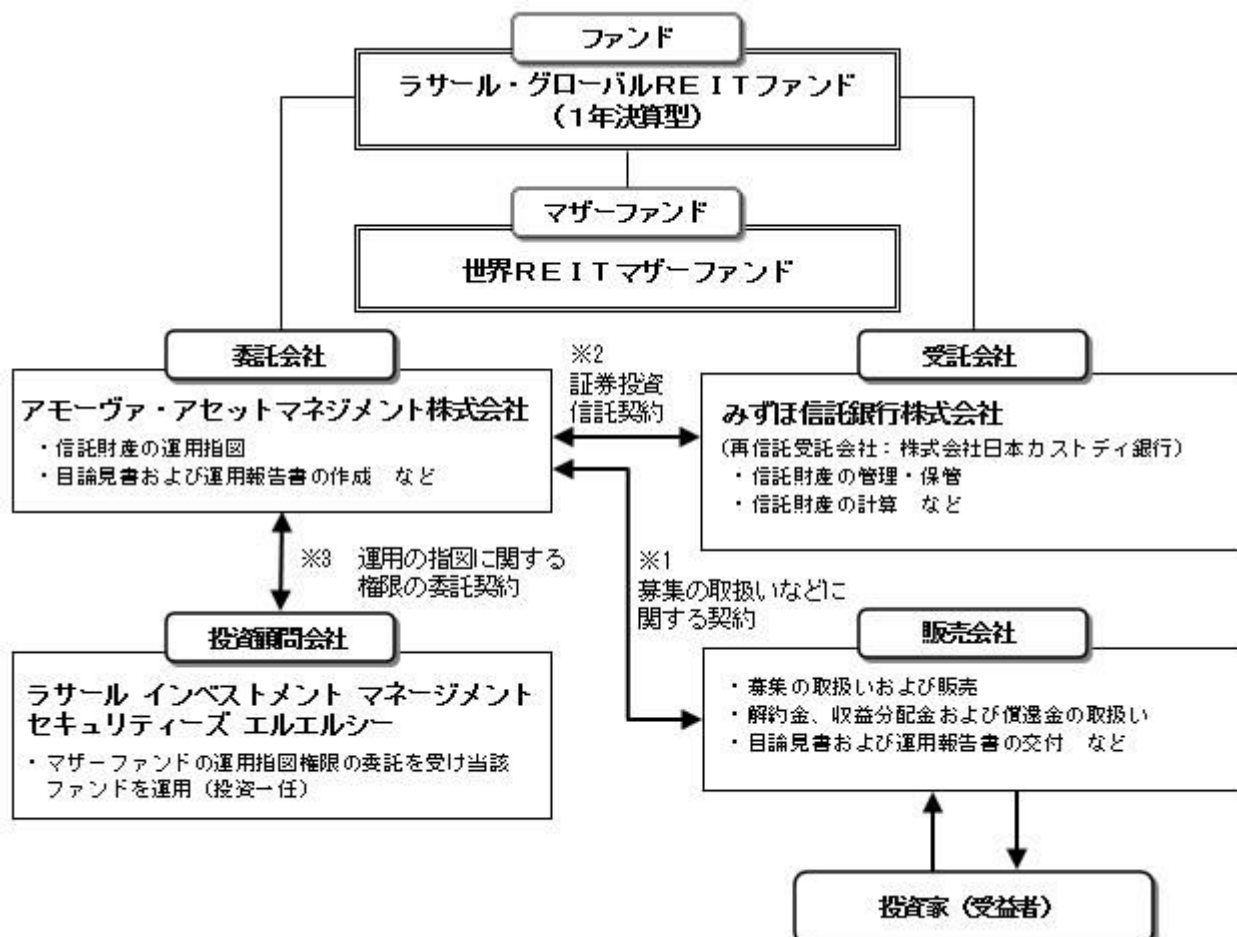 ファンド
ラサール・グローバルREITファンド
（1年決算型）
マザーファンド
世界REITマザーファンド
委託会社
アモーヴァ・アセットマネジメント株式会社
・信託財産の運用指図
・目論見書および運用報告書の作成　など
※2
証券投資
信託契約
受託会社
みずほ信託銀行株式会社
（再信託受託会社：株式会社日本カストディ銀行）
・信託財産の管理・保管
・信託財産の計算　など
※3　運用の指図に関する
権限の委託契約
※1
募集の取扱いなどに
関する契約
投資顧問会社
ラサール インベストメント マネージメント
セキュリティーズ エルエルシー
・マザーファンドの運用指図権限の委託を受け当該
ファンドを運用（投資一任）
販売会社
・募集の取扱いおよび販売
・解約金、収益分配金および償還金の取扱い
・目論見書および運用報告書の交付　など
投資家（受益者）